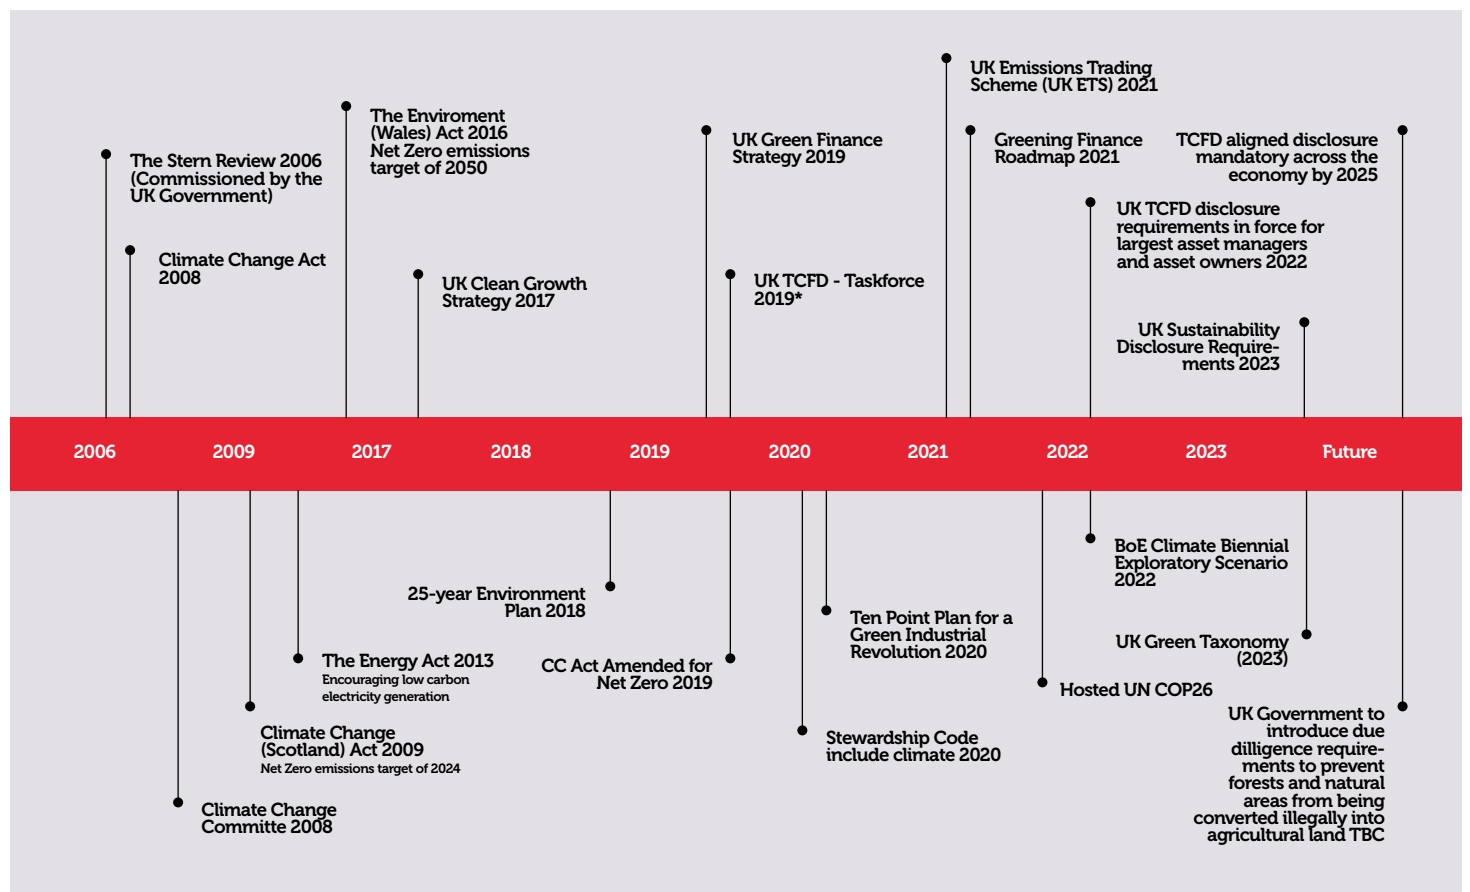 UK Emissions Trading
Scheme (UK ETS) 2021
The Enviroment
(Wales) Act 2016
Net Zero emissions
target of 2050
UK Green Finance
Strategy 2019
Greening Finance
Roadmap 2021
TCFD aligned disclosure
mandatory across the
economy by 2025
The Stern Review 2006
(Commissioned by the
UK Government)
UK TCFD disclosure
requirements in force for
largest asset managers
and asset owners 2022
Climate Change Act
2008
UK Clean Growth
Strategy 2017
UK TCFD - Taskforce
2019*
UK Sustainability
Disclosure Require-
ments 2023
2006 2009 2017 2018 2019 2020 2021 2022 2023 Future
BoE Climate Biennial
Exploratory Scenario
2022
25-year Environment
Plan 2018
Ten Point Plan for a
Green Industrial
Revolution 2020
UK Green Taxonomy
(2023)
The Energy Act 2013
Encouraging low carbon
electricity generation
CC Act Amended for
Net Zero 2019
Hosted UN COP26
Climate Change
(Scotland) Act 2009
Net Zero emissions target of 2024
Stewardship Code
include climate 2020
UK Government to
introduce due
dilligence require-
ments to prevent
forests and natural
areas from being
converted illegally into
agricultural land TBC
Climate Change
Committe 2008